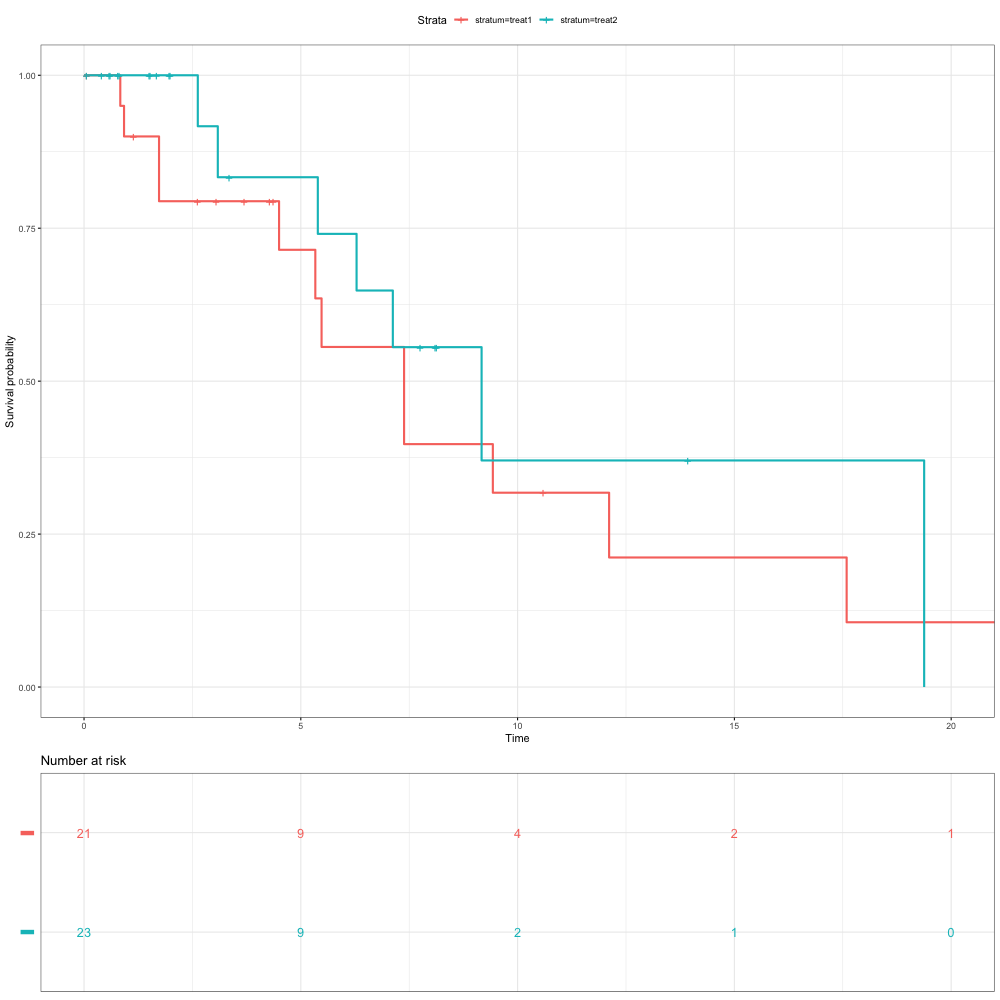 Strata stratum=treat1 stratum=treat2
1.00
0.75
0.50
0.25
0.00
Survival probability
0 5 10 15 20
Time
Number at risk
21 9 4 2 1
23 9 2 1 0